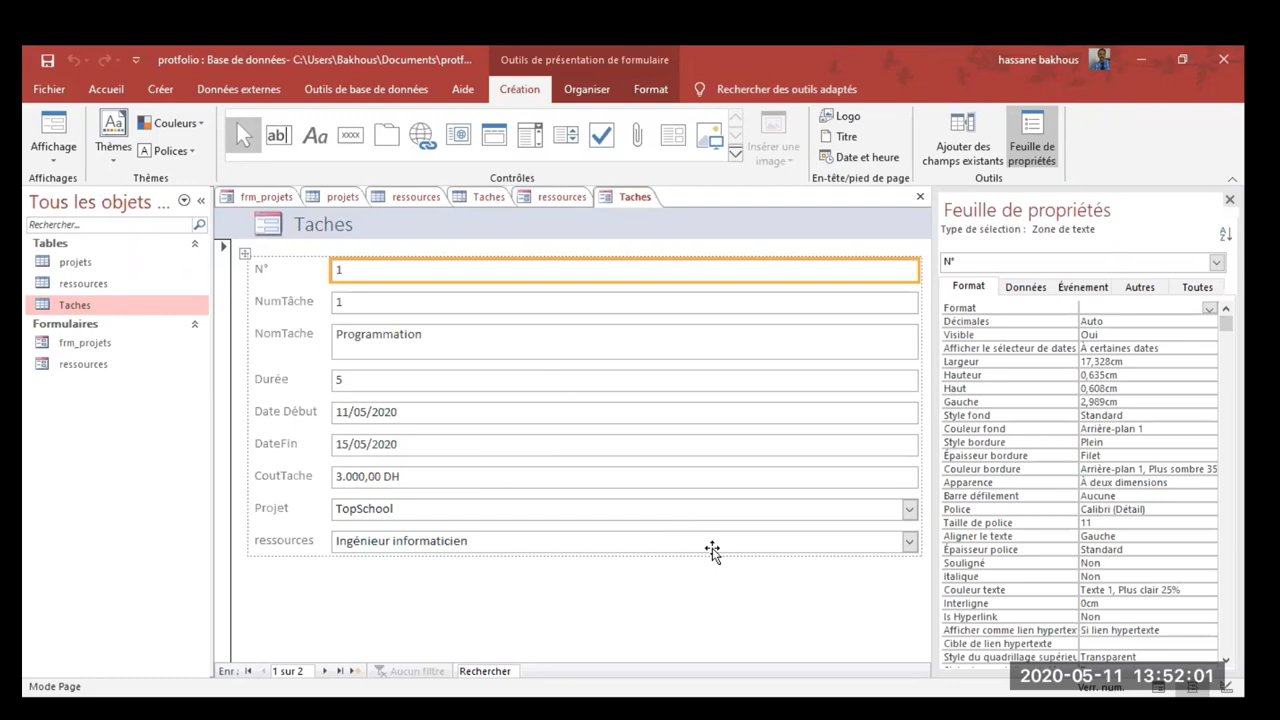 protfolio : Base de données- C:\Users\Bakhous\Documents\protf...
Outils de présentation de formulaire
hassane bakhous
Fichier
Accueil
Créer
Données externes
Outils de base de données
Aide
Création
Organiser
Format
Rechercher des outils adaptés
Affichage
Affichages
Aa
Thèmes
Couleurs
A Polices
Thèmes
ab
Aa
xxxx
Insérer une image
Contrôles
Logo
Titre
Date et heure
En-tête/pied de page
Ajouter des champs existants
Feuille de propriétés
Outils
Tous les objets ...
Rechercher...
Tables
projets
ressources
Taches
Formulaires
frm_projets
ressources
frm_projets
projets
ressources
Taches
ressources
Taches
Taches
N° 1
NumTâche 1
NomTache Programmation
Durée 5
Date Début 11/05/2020
DateFin 15/05/2020
CoutTache 3.000,00 DH
Projet TopSchool
ressources Ingénieur informaticien
Enr : 1 sur 2 Aucun filtre Rechercher
Feuille de propriétés
Type de sélection : Zone de texte
N°
Format Données Événement Autres Toutes
Format
Décimales Auto
Visible Oui
Afficher le sélecteur de dates À certaines dates
Largeur 17,328cm
Hauteur 0,635cm
Haut 0,608cm
Gauche 2,989cm
Style fond Standard
Couleur fond Arrière-plan 1
Style bordure Plein
Épaisseur bordure Filet
Couleur bordure Arrière-plan 1, Plus sombre 35
Apparence À deux dimensions
Barre défilement Aucune
Police Calibri (Détail)
Taille de police 11
Aligner le texte Gauche
Épaisseur police Standard
Souligné Non
Italique Non
Couleur texte Texte 1, Plus clair 25%
Interligne 0cm
Is Hyperlink Non
Afficher comme lien hypertex Si lien hypertexte
Cible de lien hypertexte
Style du quadrillage supérieu Transparent
Mode Page
Verr. num.
2020-05-11 13:52:01